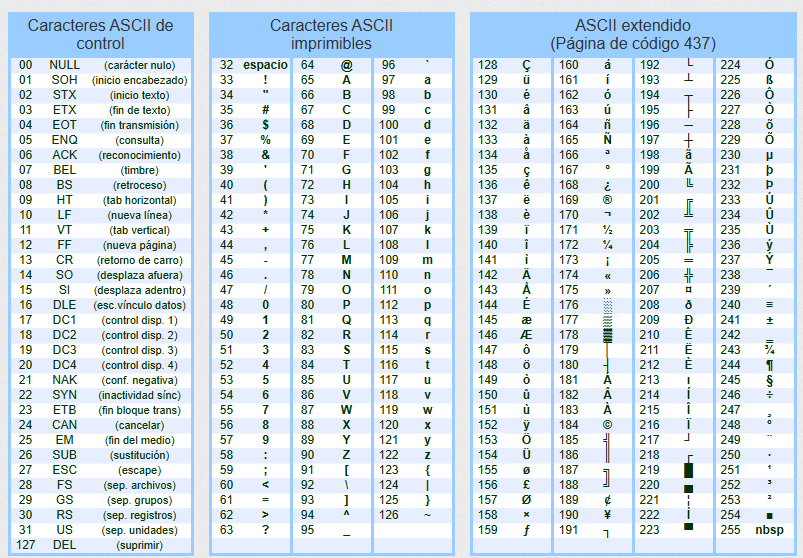 Caracteres ASCII de
control
00 NULL (carácter nulo)
01 SOH (inicio encabezado)
02 STX (inicio texto)
03 ETX (fin de texto)
04 EOT (fin transmisión)
05 ENQ (consulta)
06 ACK (reconocimiento)
07 BEL (timbre)
08 BS (retroceso)
09 HT (tab horizontal)
10 LF (nueva línea)
11 VT (tab vertical)
12 FF (nueva página)
13 CR (retorno de carro)
14 SO (desplaza afuera)
15 SI (desplaza adentro)
16 DLE (esc.vínculo datos)
17 DC1 (control disp. 1)
18 DC2 (control disp. 2)
19 DC3 (control disp. 3)
20 DC4 (control disp. 4)
21 NAK (conf. negativa)
22 SYN (inactividad sínc)
23 ETB (fin bloque trans)
24 CAN (cancelar)
25 EM (fin del medio)
26 SUB (sustitución)
27 ESC (escape)
28 FS (sep. archivos)
29 GS (sep. grupos)
30 RS (sep. registros)
31 US (sep. unidades)
127 DEL (suprimir)
Caracteres ASCII
imprimibles
32 espacio 64 @ 96 `
33 ! 65 A 97 a
34 " 66 B 98 b
35 # 67 C 99 c
36 $ 68 D 100 d
37 % 69 E 101 e
38 & 70 F 102 f
39 ' 71 G 103 g
40 ( 72 H 104 h
41 ) 73 I 105 i
42 * 74 J 106 j
43 + 75 K 107 k
44 , 76 L 108 l
45 - 77 M 109 m
46 . 78 N 110 n
47 / 79 O 111 o
48 0 80 P 112 p
49 1 81 Q 113 q
50 2 82 R 114 r
51 3 83 S 115 s
52 4 84 T 116 t
53 5 85 U 117 u
54 6 86 V 118 v
55 7 87 W 119 w
56 8 88 X 120 x
57 9 89 Y 121 y
58 : 90 Z 122 z
59 ; 91 [ 123 {
60 < 92 \ 124 |
61 = 93 ] 125 }
62 > 94 ^ 126 ~
63 ? 95 _
ASCII extendido
(Página de código 437)
128 Ç 160 á 192 └ 224 Ó
129 ü 161 í 193 ┴ 225 ß
130 é 162 ó 194 ┬ 226 Ô
131 â 163 ú 195 ├ 227 Ò
132 ä 164 ñ 196 ─ 228 õ
133 à 165 Ñ 197 ┼ 229 Õ
134 å 166 ª 198 ã 230 µ
135 ç 167 º 199 Ã 231 þ
136 ê 168 ¿ 200 ╚ 232 Þ
137 ë 169 ® 201 ╔ 233 Ú
138 è 170 ¬ 202 ╩ 234 Û
139 ï 171 ½ 203 ╦ 235 Ù
140 î 172 ¼ 204 ╠ 236 ý
141 ì 173 ¡ 205 ═ 237 Ý
142 Ä 174 « 206 ╬ 238 ¯
143 Å 175 » 207 ¤ 239 ´
144 É 176 ░ 208 ð 240 ≡
145 æ 177 ▒ 209 Ð 241 ±
146 Æ 178 ▓ 210 Ê 242 ‗
147 ô 179 │ 211 Ë 243 ¾
148 ö 180 ┤ 212 È 244 ¶
149 ò 181 Á 213 ı 245 §
150 û 182 Â 214 Í 246 ÷
151 ù 183 À 215 Î 247 ¸
152 ÿ 184 © 216 Ï 248 °
153 Ö 185 ╣ 217 ┘ 249 ¨
154 Ü 186 ║ 218 ┌ 250 ·
155 ø 187 ╗ 219 █ 251 ¹
156 £ 188 ╝ 220 ▄ 252 ³
157 Ø 189 ¢ 221 ¦ 253 ²
158 × 190 ¥ 222 Ì 254 ■
159 ƒ 191 ┐ 223 ▀ 255 nbsp